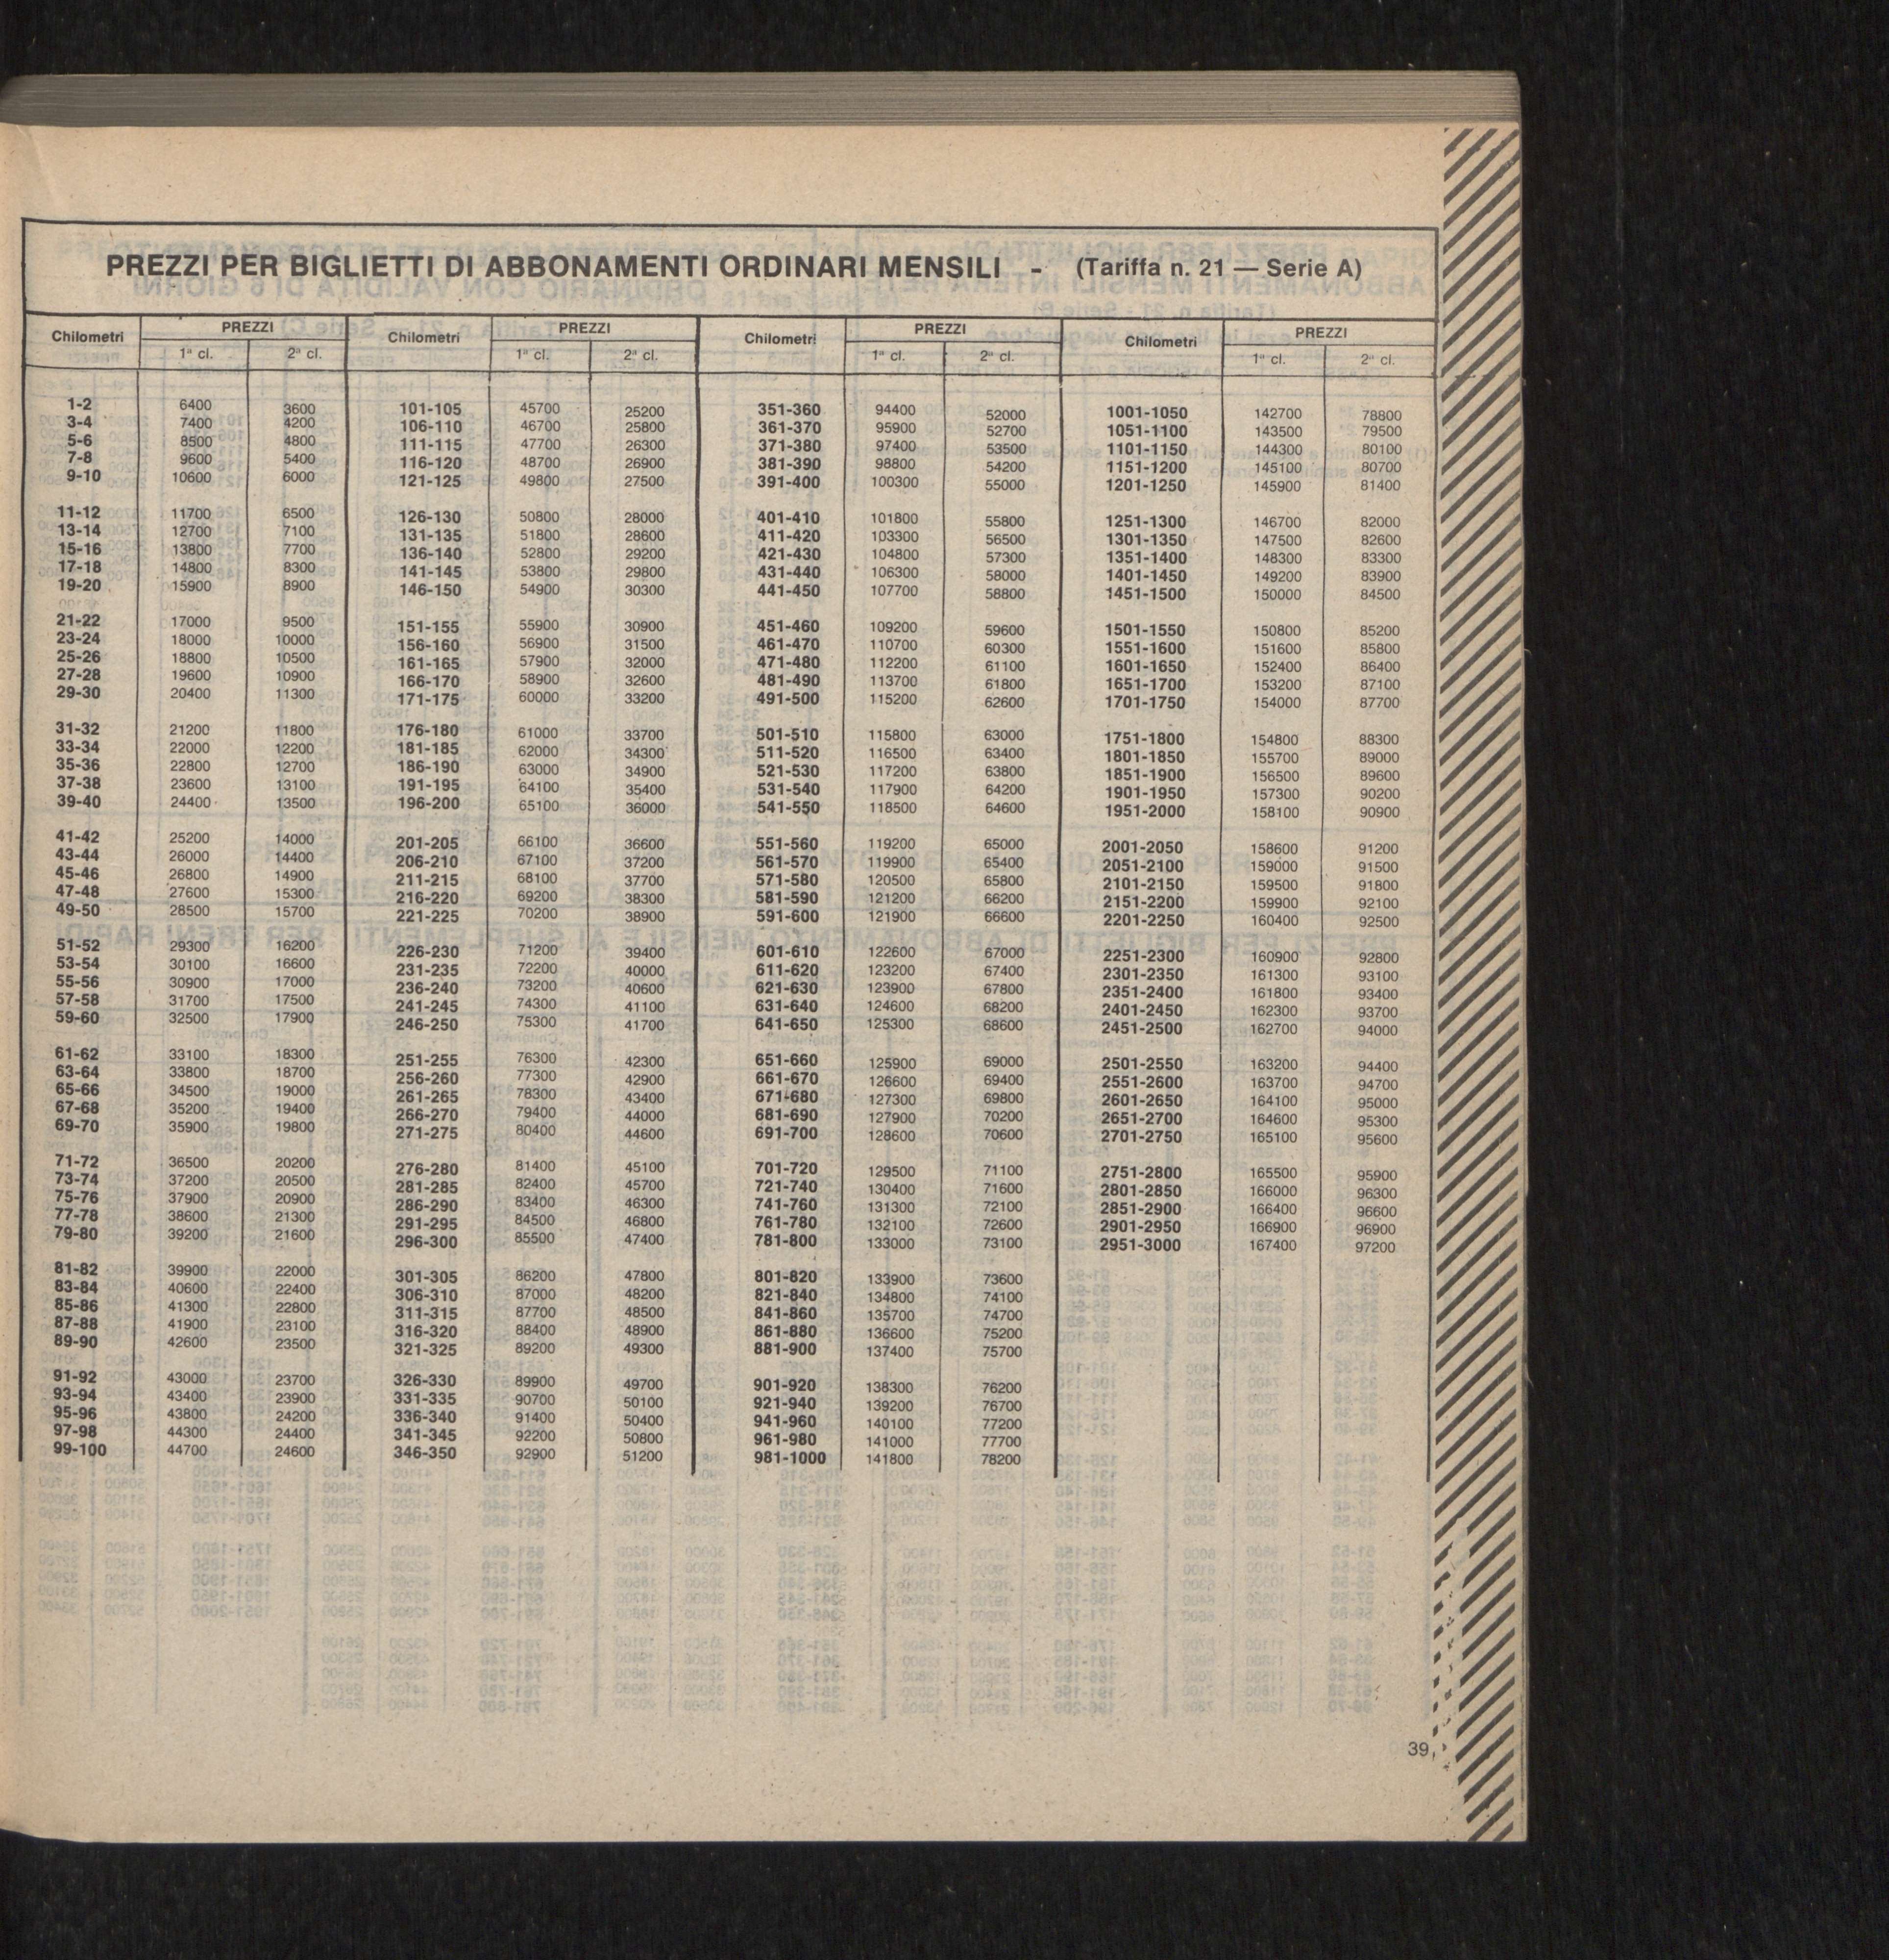 PREZZI PER BIGLIETTI DI ABBONAMENTI ORDINARI MENSILI - (Tariffa n. 21 — Serie A)
Chilometri PREZZI Chilometri PREZZI Chilometri PREZZI Chilometri PREZZI
1ª cl. 2ª cl. 1ª cl. 2ª cl. 1ª cl. 2ª cl. 1ª cl. 2ª cl.
1-2 6400 3600 101-105 45700 25200 351-360 94400 52000 1001-1050 142700 78800
3-4 7400 4200 106-110 46700 25800 361-370 95900 52700 1051-1100 143500 79500
5-6 8500 4800 111-115 47700 26300 371-380 97400 53500 1101-1150 144300 80100
7-8 9600 5400 116-120 48700 26900 381-390 98800 54200 1151-1200 145100 80700
9-10 10600 6000 121-125 49800 27500 391-400 100300 55000 1201-1250 145900 81400
11-12 11700 6500 126-130 50800 28000 401-410 101800 55800 1251-1300 146700 82000
13-14 12700 7100 131-135 51800 28600 411-420 103300 56500 1301-1350 147500 82600
15-16 13800 7700 136-140 52800 29200 421-430 104800 57300 1351-1400 148300 83300
17-18 14800 8300 141-145 53800 29800 431-440 106300 58000 1401-1450 149200 83900
19-20 15900 8900 146-150 54900 30300 441-450 107700 58800 1451-1500 150000 84500
21-22 17000 9500 151-155 55900 30900 451-460 109200 59600 1501-1550 150800 85200
23-24 18000 10000 156-160 56900 31500 461-470 110700 60300 1551-1600 151600 85800
25-26 18800 10500 161-165 57900 32000 471-480 112200 61100 1601-1650 152400 86400
27-28 19600 10900 166-170 58900 32600 481-490 113700 61800 1651-1700 153200 87100
29-30 20400 11300 171-175 60000 33200 491-500 115200 62600 1701-1750 154000 87700
31-32 21200 11800 176-180 61000 33700 501-510 115800 63000 1751-1800 154800 88300
33-34 22000 12200 181-185 62000 34300 511-520 116500 63400 1801-1850 155700 89000
35-36 22800 12700 186-190 63000 34900 521-530 117200 63800 1851-1900 156500 89600
37-38 23600 13100 191-195 64100 35400 531-540 117900 64200 1901-1950 157300 90200
39-40 24400 13500 196-200 65100 36000 541-550 118500 64600 1951-2000 158100 90900
41-42 25200 14000 201-205 66100 36600 551-560 119200 65000 2001-2050 158600 91200
43-44 26000 14400 206-210 67100 37200 561-570 119900 65400 2051-2100 159000 91500
45-46 26800 14900 211-215 68100 37700 571-580 120500 65800 2101-2150 159500 91800
47-48 27600 15300 216-220 69200 38300 581-590 121200 66200 2151-2200 159900 92100
49-50 28500 15700 221-225 70200 38900 591-600 121900 66600 2201-2250 160400 92500
51-52 29300 16200 226-230 71200 39400 601-610 122600 67000 2251-2300 160900 92800
53-54 30100 16600 231-235 72200 40000 611-620 123200 67400 2301-2350 161300 93100
55-56 30900 17000 236-240 73200 40600 621-630 123900 67800 2351-2400 161800 93400
57-58 31700 17500 241-245 74300 41100 631-640 124600 68200 2401-2450 162300 93700
59-60 32500 17900 246-250 75300 41700 641-650 125300 68600 2451-2500 162700 94000
61-62 33100 18300 251-255 76300 42300 651-660 125900 69000 2501-2550 163200 94400
63-64 33800 18700 256-260 77300 42900 661-670 126600 69400 2551-2600 163700 94700
65-66 34500 19000 261-265 78300 43400 671-680 127300 69800 2601-2650 164100 95000
67-68 35200 19400 266-270 79400 44000 681-690 127900 70200 2651-2700 164600 95300
69-70 35900 19800 271-275 80400 44600 691-700 128600 70600 2701-2750 165100 95600
71-72 36500 20200 276-280 81400 45100 701-720 129500 71100 2751-2800 165500 95900
73-74 37200 20500 281-285 82400 45700 721-740 130400 71600 2801-2850 166000 96300
75-76 37900 20900 286-290 83400 46300 741-760 131300 72100 2851-2900 166400 96600
77-78 38600 21300 291-295 84500 46800 761-780 132100 72600 2901-2950 166900 96900
79-80 39200 21600 296-300 85500 47400 781-800 133000 73100 2951-3000 167400 97200
81-82 39900 22000 301-305 86200 47800 801-820 133900 73600
83-84 40600 22400 306-310 87000 48200 821-840 134800 74100
85-86 41300 22800 311-315 87700 48500 841-860 135700 74700
87-88 41900 23100 316-320 88400 48900 861-880 136600 75200
89-90 42600 23500 321-325 89200 49300 881-900 137400 75700
91-92 43000 23700 326-330 89900 49700 901-920 138300 76200
93-94 43400 23900 331-335 90700 50100 921-940 139200 76700
95-96 43800 24200 336-340 91400 50400 941-960 140100 77200
97-98 44300 24400 341-345 92200 50800 961-980 141000 77700
99-100 44700 24600 346-350 92900 51200 981-1000 141800 78200
39